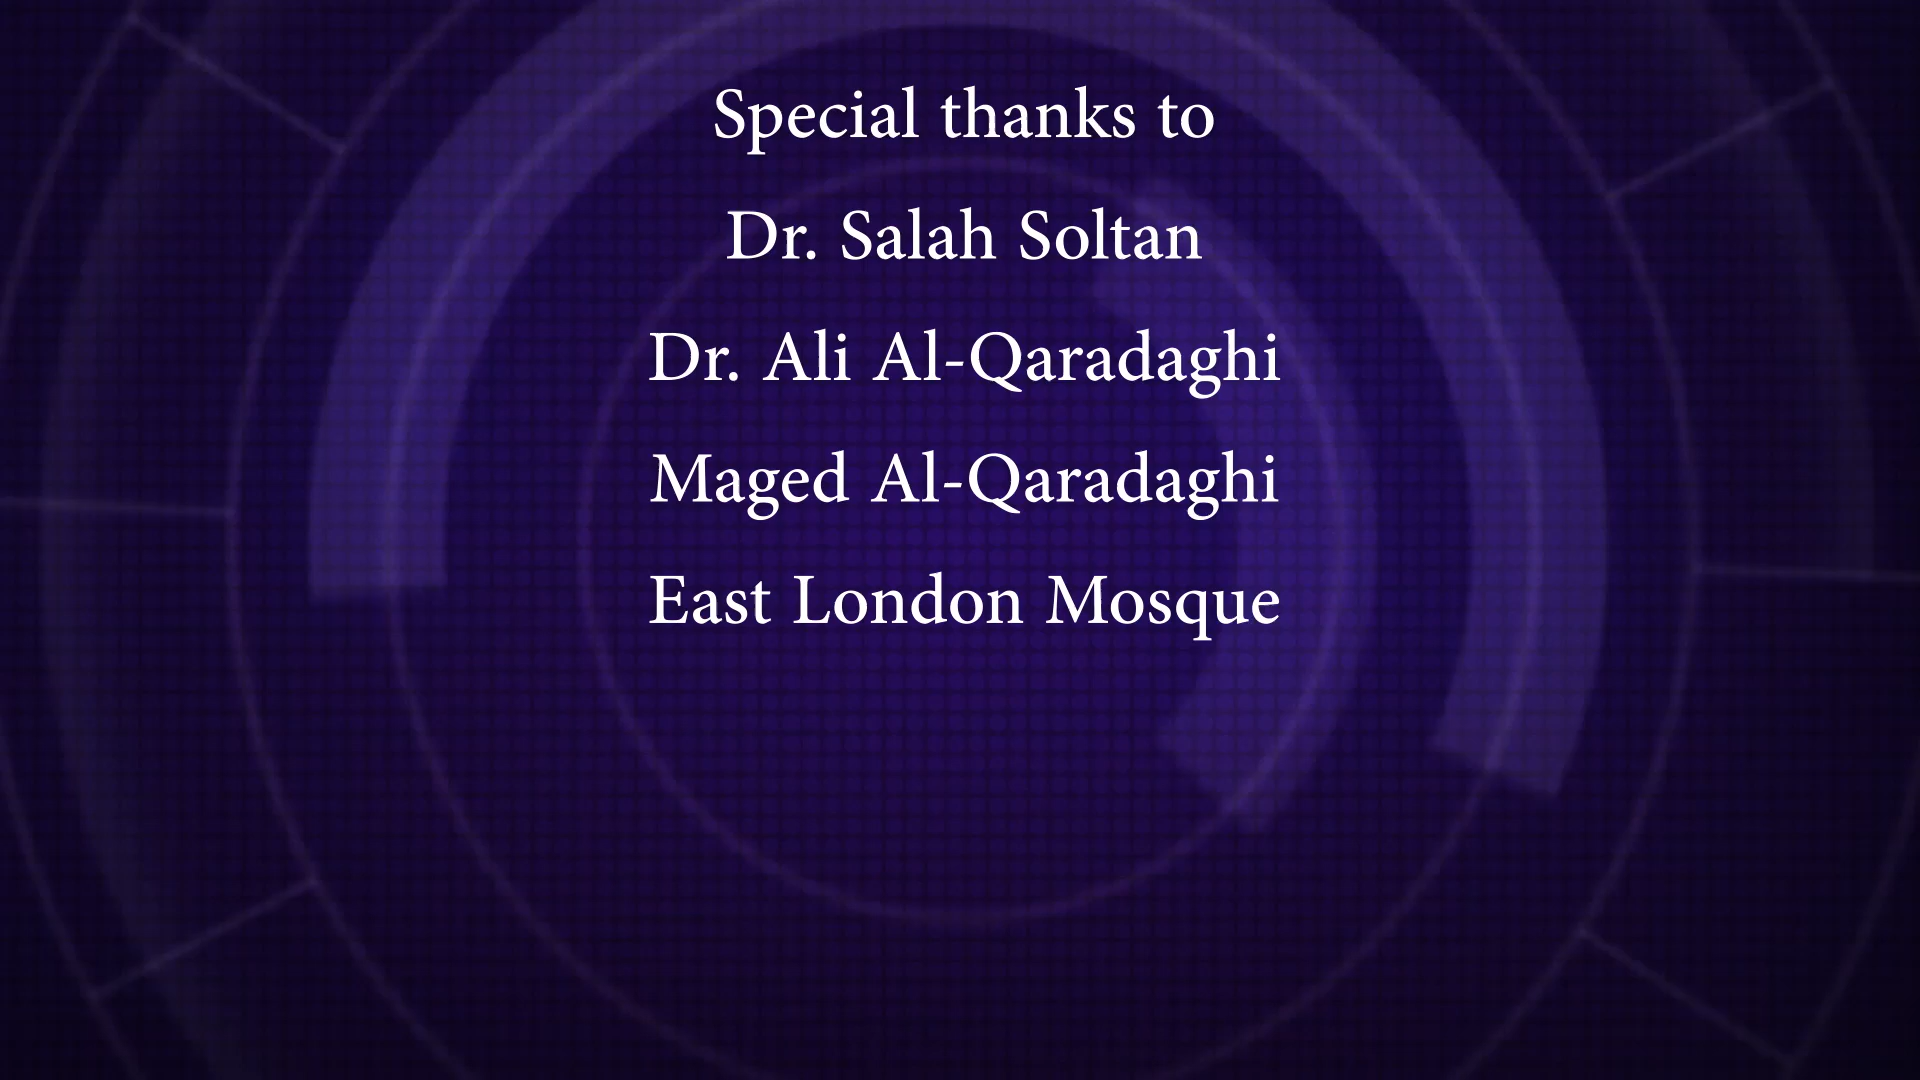 Special thanks to
Dr. Salah Soltan
Dr. Ali Al-Qaradaghi
Maged Al-Qaradaghi
East London Mosque